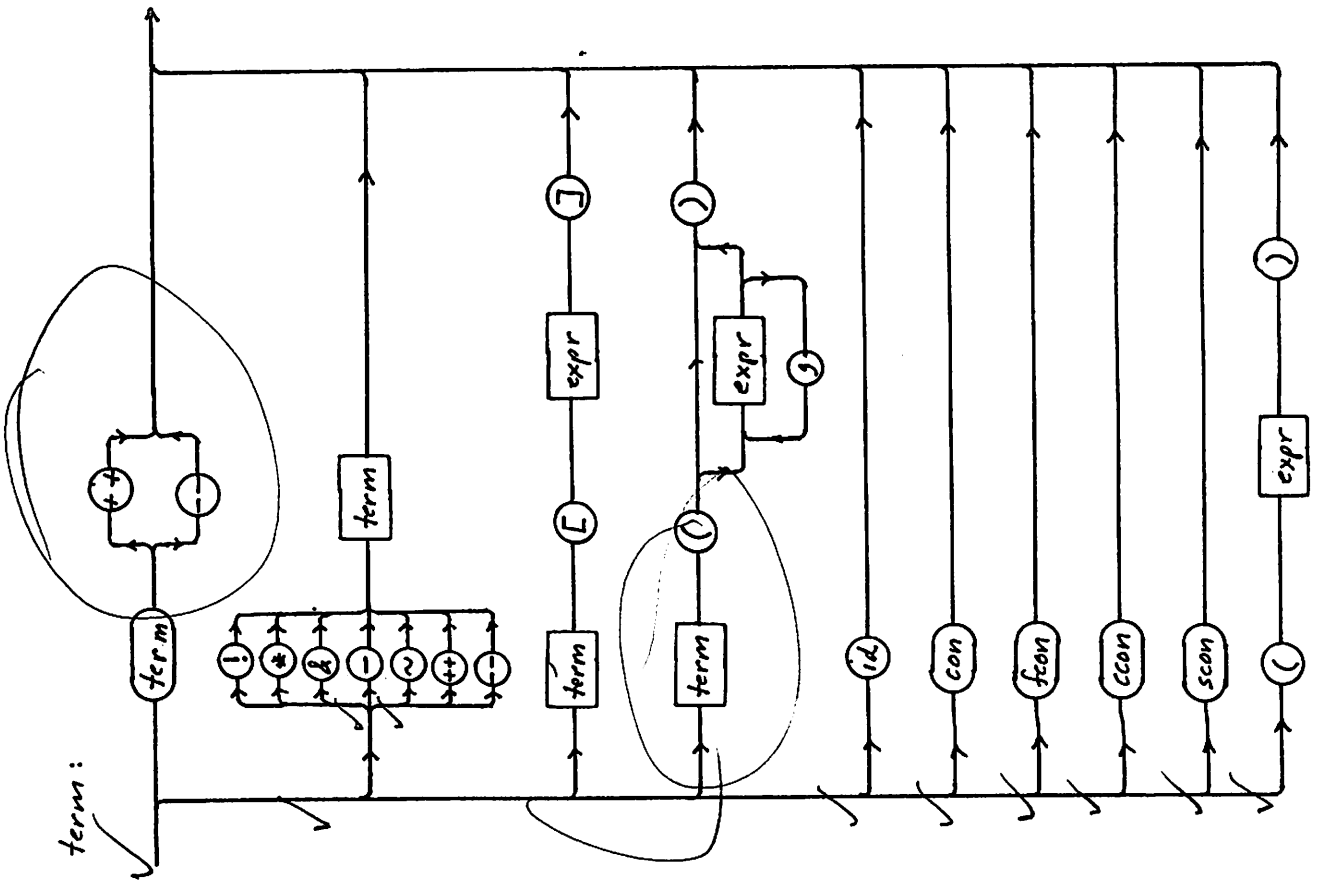 term:
term ++ --
! * & - ~ ++ -- term
term [ expr ]
term ( expr , )
id
con
fcon
ccon
scon
( expr )